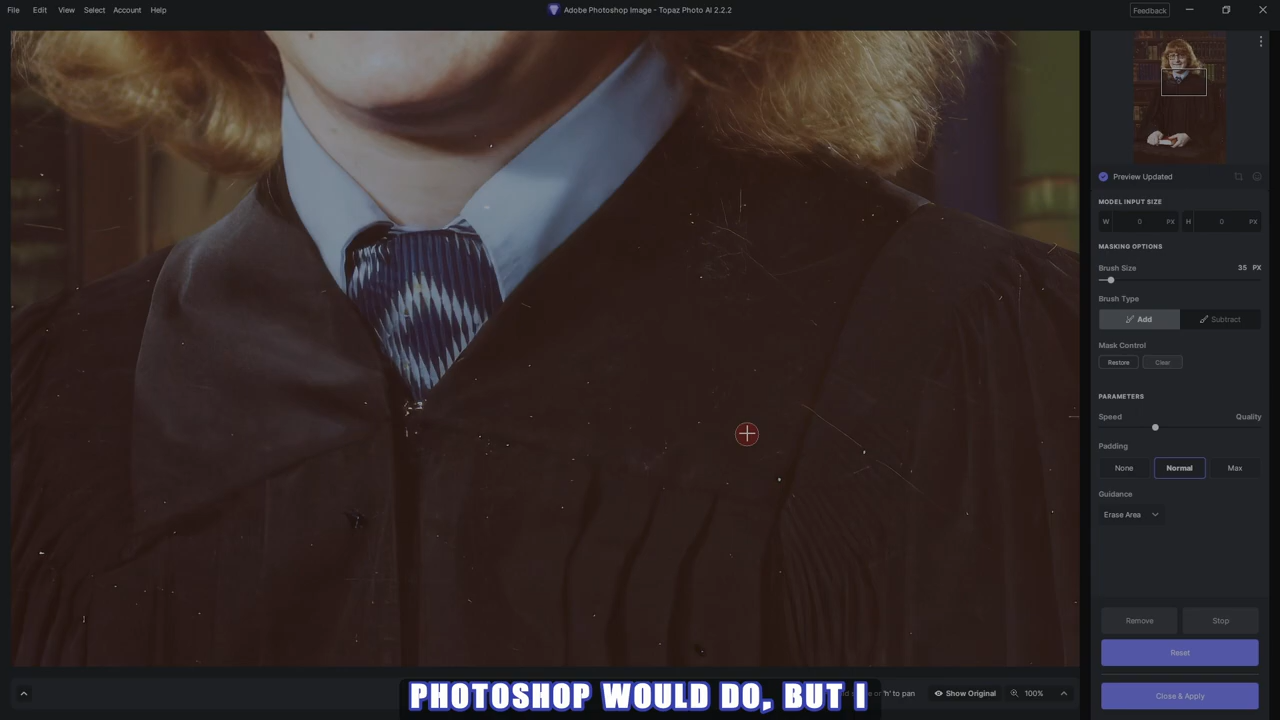 File Edit View Select Account Help
Adobe Photoshop Image - Topaz Photo AI 2.2.2
Feedback
Preview Updated
MODEL INPUT SIZE
W 0 PX H 0 PX
MASKING OPTIONS
Brush Size 35 PX
Brush Type
Add Subtract
Mask Control
Restore Clear
PARAMETERS
Speed Quality
Padding
None Normal Max
Guidance
Erase Area
Remove Stop
Reset
or 'h' to pan Show Original 100%
Close & Apply
PHOTOSHOP WOULD DO, BUT I